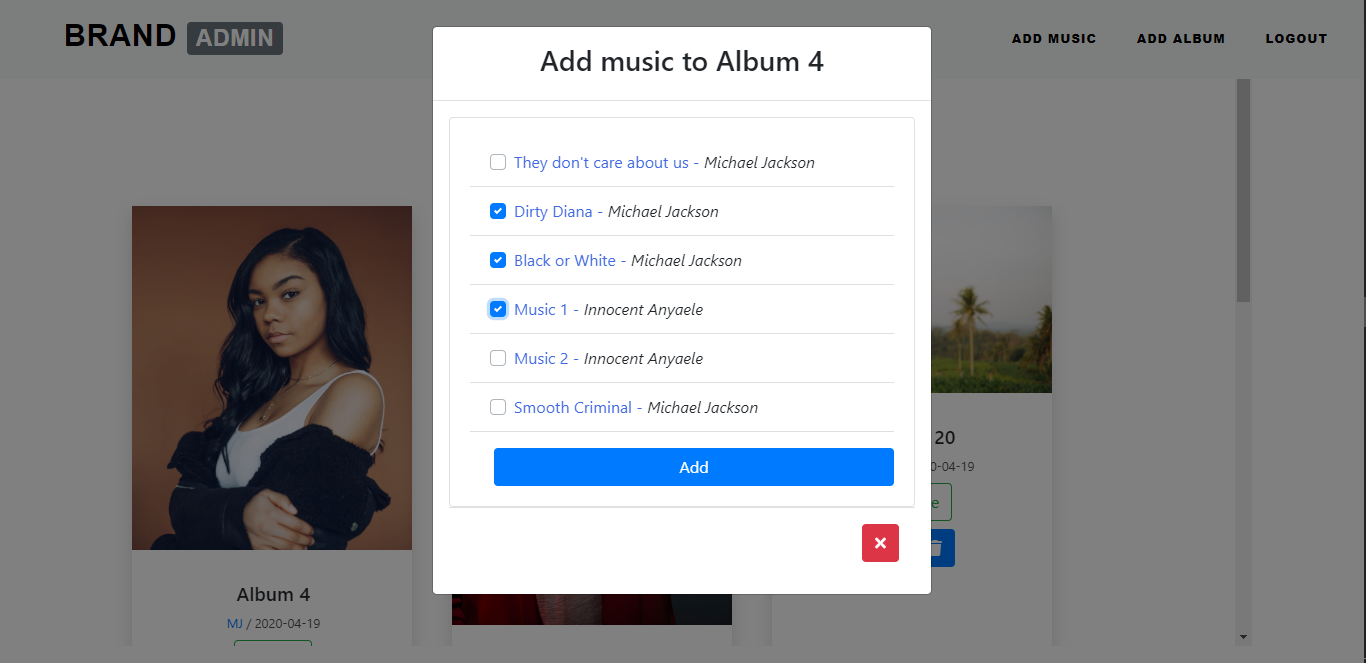 BRAND ADMIN
ADD MUSIC ADD ALBUM LOGOUT
Add music to Album 4
They don't care about us - Michael Jackson
Dirty Diana - Michael Jackson
Black or White - Michael Jackson
Music 1 - Innocent Anyaele
Music 2 - Innocent Anyaele
Smooth Criminal - Michael Jackson
Add
Album 4
MJ / 2020-04-19
20
0-04-19
e